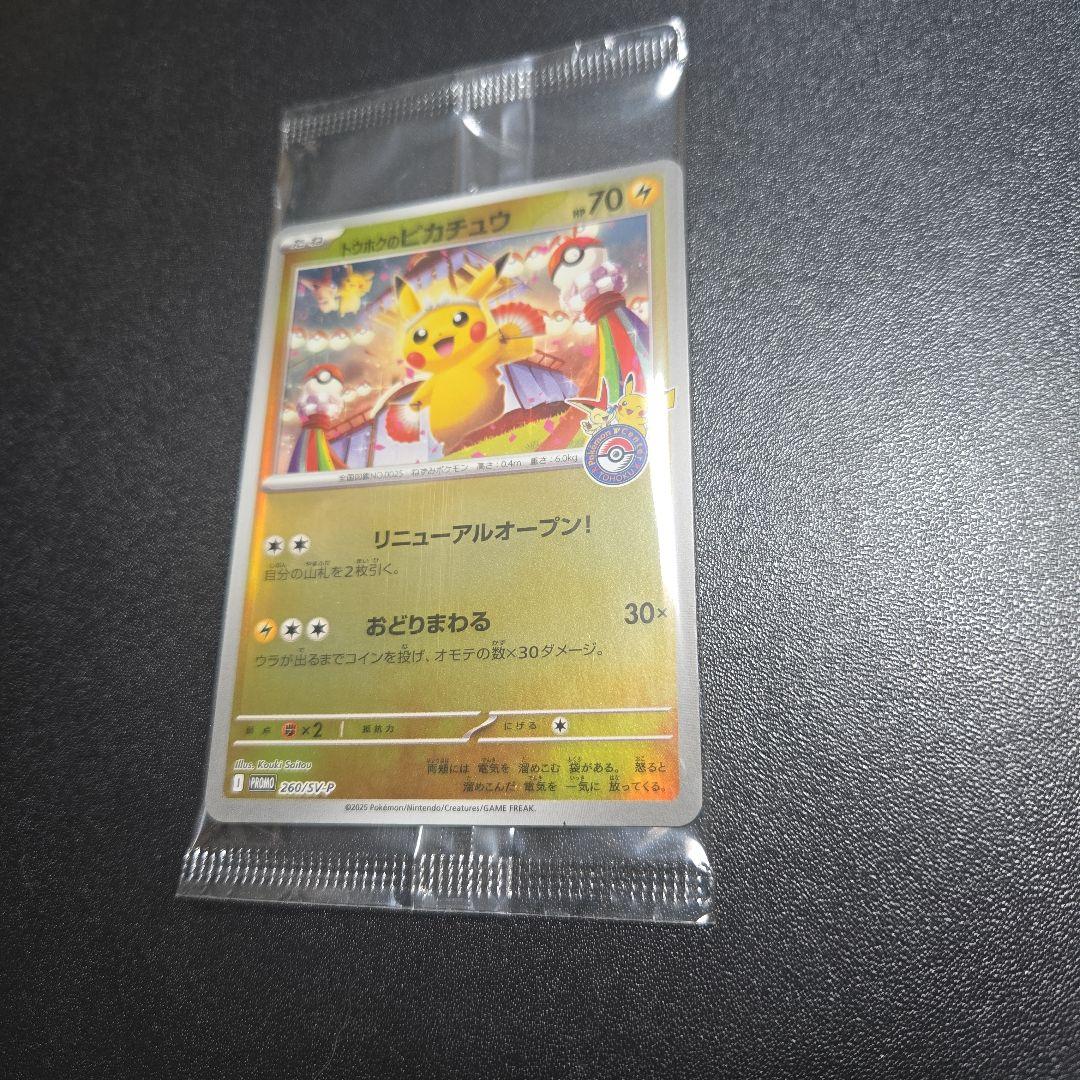 たね トウホクのピカチュウ HP70
Pokémon Center
TOHOKU
全国図鑑NO.0025 ねずみポケモン 高さ:0.4m 重さ:6.0kg
リニューアルオープン!
自分の山札を2枚引く。
おどりまわる 30×
ウラが出るまでコインを投げ、オモテの数×30ダメージ。
弱点 ×2 抵抗力 にげる
Illus. Kouki Saitou
両頬には 電気を 溜めこむ 袋がある。 怒ると
溜めこんだ 電気を 一気に 放ってくる。
I PROMO 260/SV-P
©2025 Pokémon/Nintendo/Creatures/GAME FREAK.